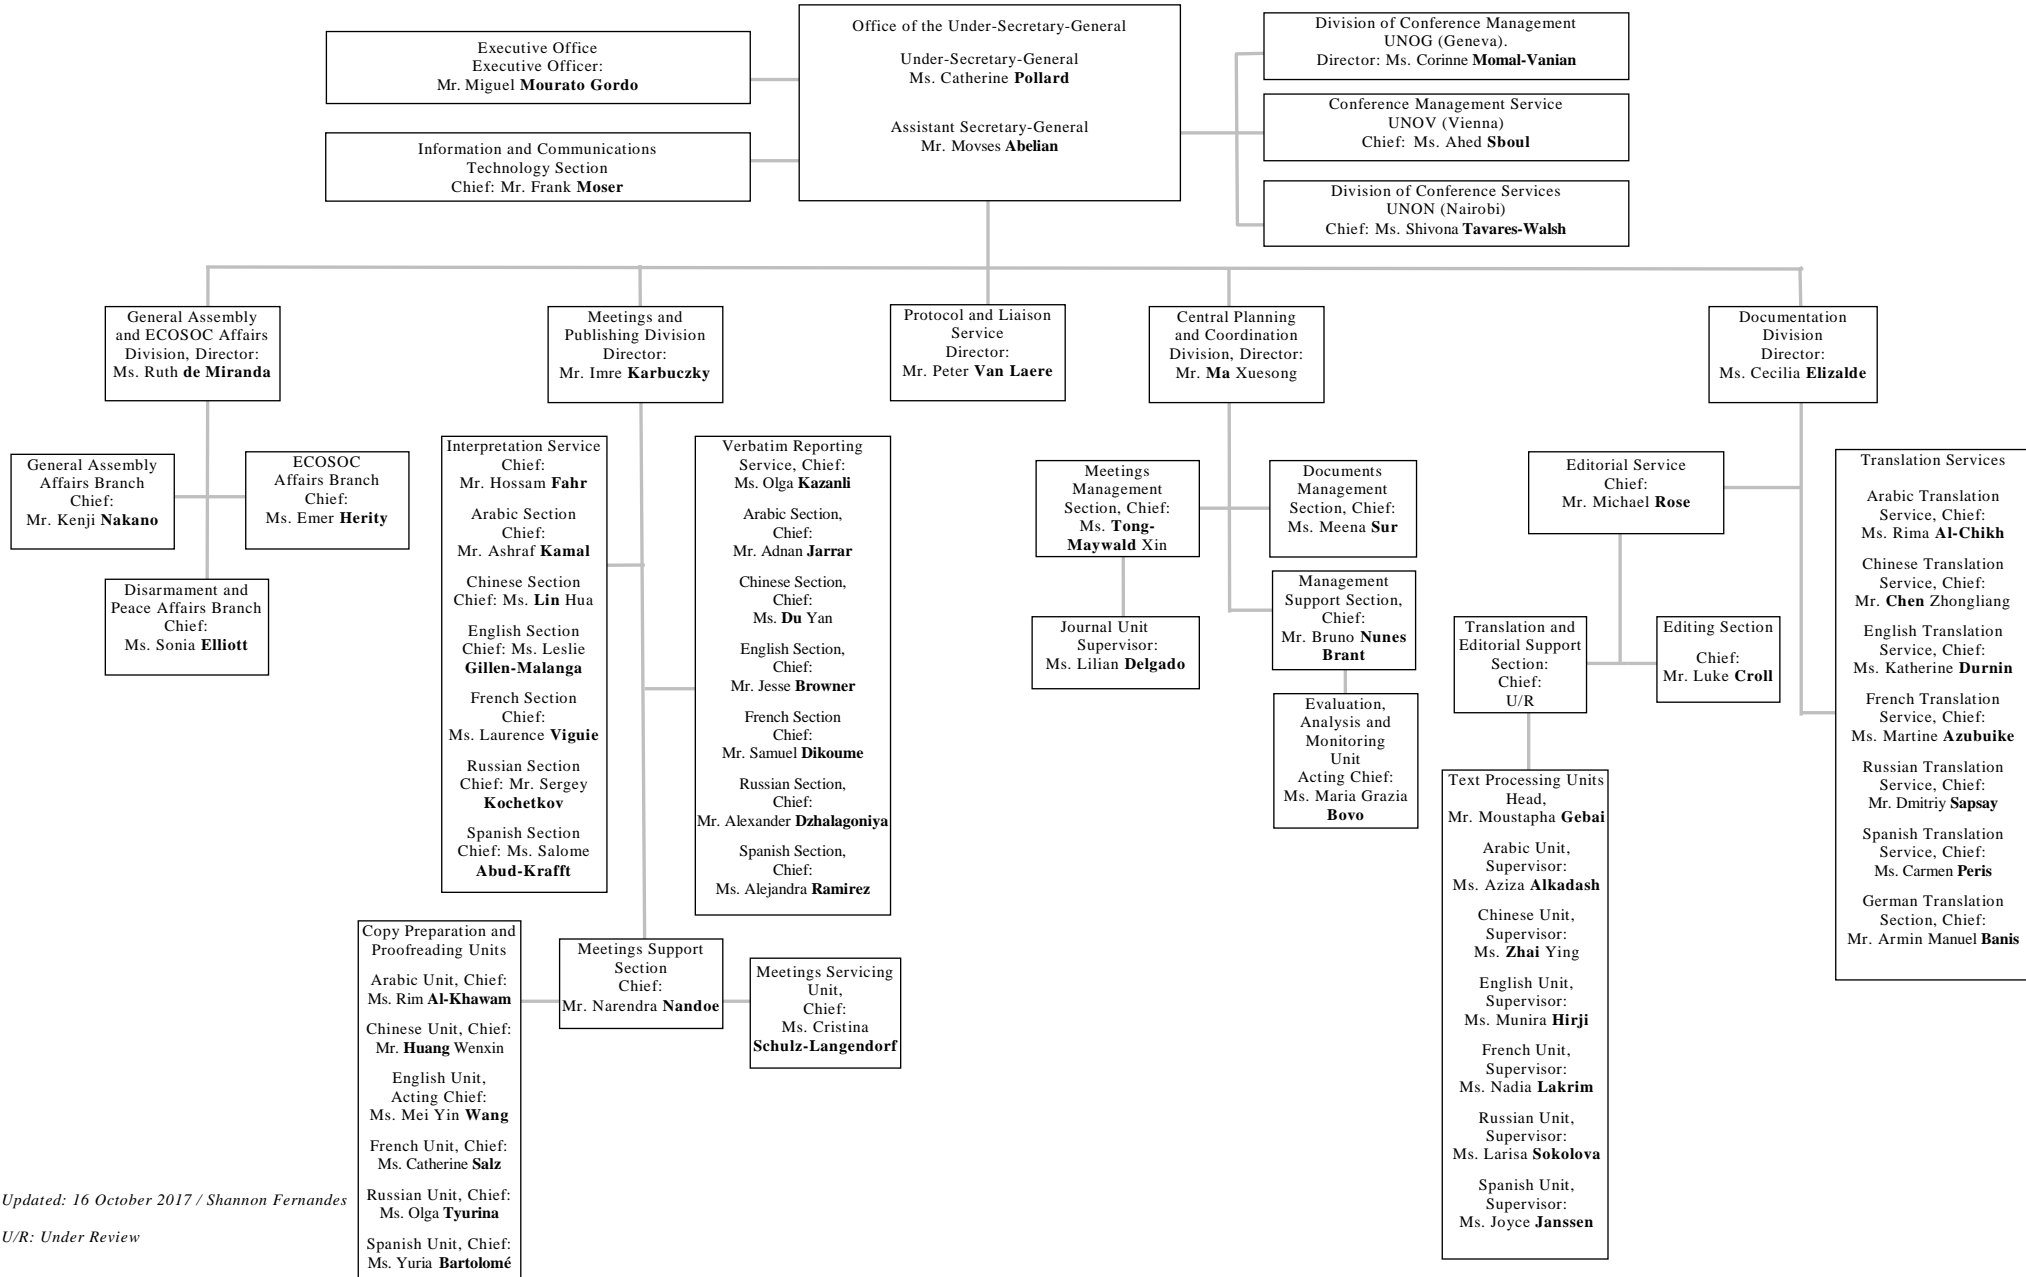 Office of the Under-Secretary-General
Under-Secretary-General
Ms. Catherine Pollard
Assistant Secretary-General
Mr. Movses Abelian
Executive Office
Executive Officer:
Mr. Miguel Mourato Gordo
Information and Communications
Technology Section
Chief: Mr. Frank Moser
Division of Conference Management
UNOG (Geneva).
Director: Ms. Corinne Momal-Vanian
Conference Management Service
UNOV (Vienna)
Chief: Ms. Ahed Sboul
Division of Conference Services
UNON (Nairobi)
Chief: Ms. Shivona Tavares-Walsh
General Assembly
and ECOSOC Affairs
Division, Director:
Ms. Ruth de Miranda
Meetings and
Publishing Division
Director:
Mr. Imre Karbuczky
Protocol and Liaison
Service
Director:
Mr. Peter Van Laere
Central Planning
and Coordination
Division, Director:
Mr. Ma Xuesong
Documentation
Division
Director:
Ms. Cecilia Elizalde
General Assembly
Affairs Branch
Chief:
Mr. Kenji Nakano
ECOSOC
Affairs Branch
Chief:
Ms. Emer Herity
Disarmament and
Peace Affairs Branch
Chief:
Ms. Sonia Elliott
Interpretation Service
Chief:
Mr. Hossam Fahr
Arabic Section
Chief:
Mr. Ashraf Kamal
Chinese Section
Chief: Ms. Lin Hua
English Section
Chief: Ms. Leslie
Gillen-Malanga
French Section
Chief:
Ms. Laurence Viguie
Russian Section
Chief: Mr. Sergey
Kochetkov
Spanish Section
Chief: Ms. Salome
Abud-Krafft
Verbatim Reporting
Service, Chief:
Ms. Olga Kazanli
Arabic Section,
Chief:
Mr. Adnan Jarrar
Chinese Section,
Chief:
Ms. Du Yan
English Section,
Chief:
Mr. Jesse Browner
French Section
Chief:
Mr. Samuel Dikoume
Russian Section,
Chief:
Mr. Alexander Dzhalagoniya
Spanish Section,
Chief:
Ms. Alejandra Ramirez
Copy Preparation and
Proofreading Units
Arabic Unit, Chief:
Ms. Rim Al-Khawam
Chinese Unit, Chief:
Mr. Huang Wenxin
English Unit,
Acting Chief:
Ms. Mei Yin Wang
French Unit, Chief:
Ms. Catherine Salz
Russian Unit, Chief:
Ms. Olga Tyurina
Spanish Unit, Chief:
Ms. Yuria Bartolomé
Meetings Support
Section
Chief:
Mr. Narendra Nandoe
Meetings Servicing
Unit,
Chief:
Ms. Cristina
Schulz-Langendorf
Meetings
Management
Section, Chief:
Ms. Tong-
Maywald Xin
Journal Unit
Supervisor:
Ms. Lilian Delgado
Documents
Management
Section, Chief:
Ms. Meena Sur
Management
Support Section,
Chief:
Mr. Bruno Nunes
Brant
Evaluation,
Analysis and
Monitoring
Unit
Acting Chief:
Ms. Maria Grazia
Bovo
Editorial Service
Chief:
Mr. Michael Rose
Translation and
Editorial Support
Section:
Chief:
U/R
Editing Section
Chief:
Mr. Luke Croll
Text Processing Units
Head,
Mr. Moustapha Gebai
Arabic Unit,
Supervisor:
Ms. Aziza Alkadash
Chinese Unit,
Supervisor:
Ms. Zhai Ying
English Unit,
Supervisor:
Ms. Munira Hirji
French Unit,
Supervisor:
Ms. Nadia Lakrim
Russian Unit,
Supervisor:
Ms. Larisa Sokolova
Spanish Unit,
Supervisor:
Ms. Joyce Janssen
Translation Services
Arabic Translation
Service, Chief:
Ms. Rima Al-Chikh
Chinese Translation
Service, Chief:
Mr. Chen Zhongliang
English Translation
Service, Chief:
Ms. Katherine Durnin
French Translation
Service, Chief:
Ms. Martine Azubuike
Russian Translation
Service, Chief:
Mr. Dmitriy Sapsay
Spanish Translation
Service, Chief:
Ms. Carmen Peris
German Translation
Section, Chief:
Mr. Armin Manuel Banis
Updated: 16 October 2017 / Shannon Fernandes
U/R: Under Review